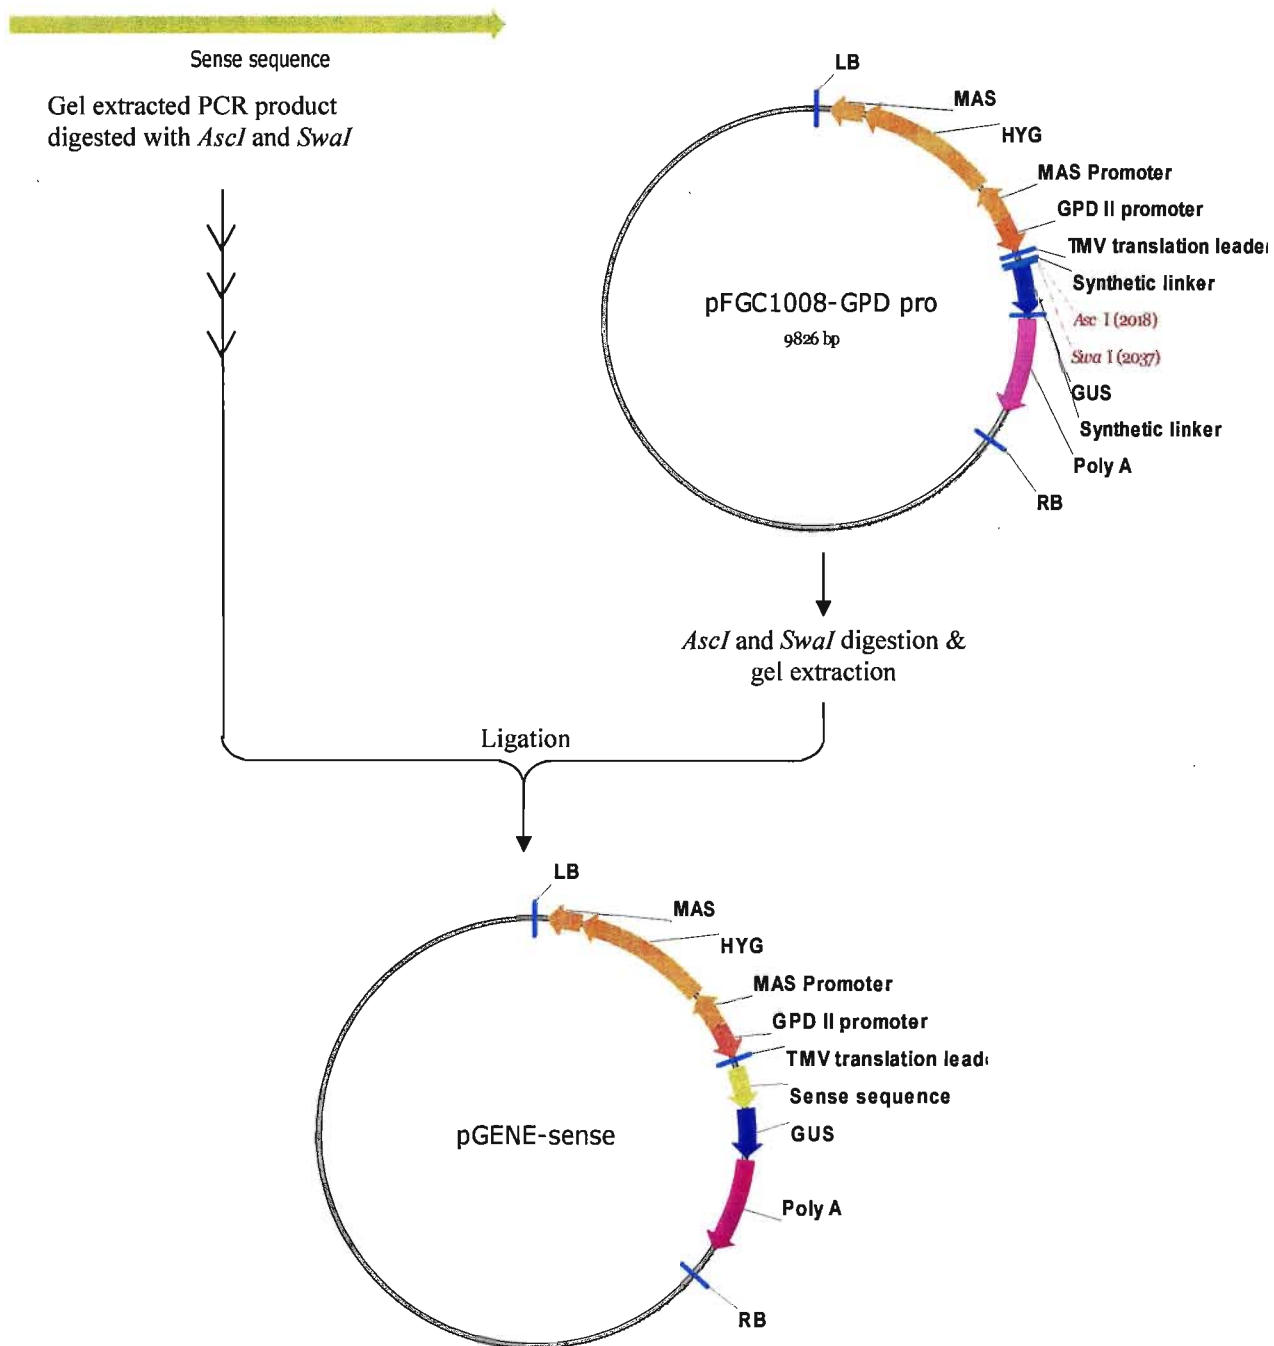 Sense sequence
Gel extracted PCR product
digested with AscI and SwaI
LB
MAS
HYG
MAS Promoter
GPD II promoter
TMV translation leade
Synthetic linker
Asc I (2018)
Swa I (2037)
GUS
Synthetic linker
Poly A
RB
pFGC1008-GPD pro
9826 bp
AscI and SwaI digestion &
gel extraction
Ligation
LB
MAS
HYG
MAS Promoter
GPD II promoter
TMV translation lead
Sense sequence
GUS
Poly A
RB
pGENE-sense